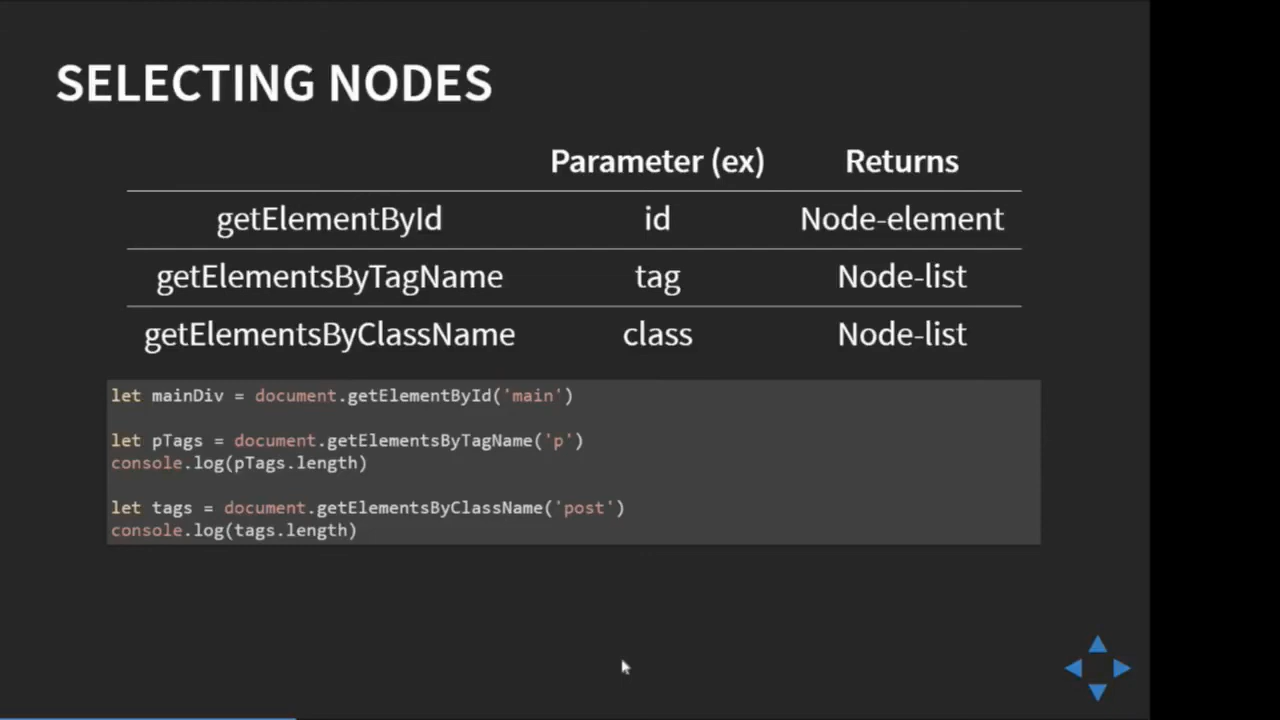 SELECTING NODES
Parameter (ex) Returns
getElementById id Node-element
getElementsByTagName tag Node-list
getElementsByClassName class Node-list
let mainDiv = document.getElementById('main')
let pTags = document.getElementsByTagName('p')
console.log(pTags.length)
let tags = document.getElementsByClassName('post')
console.log(tags.length)